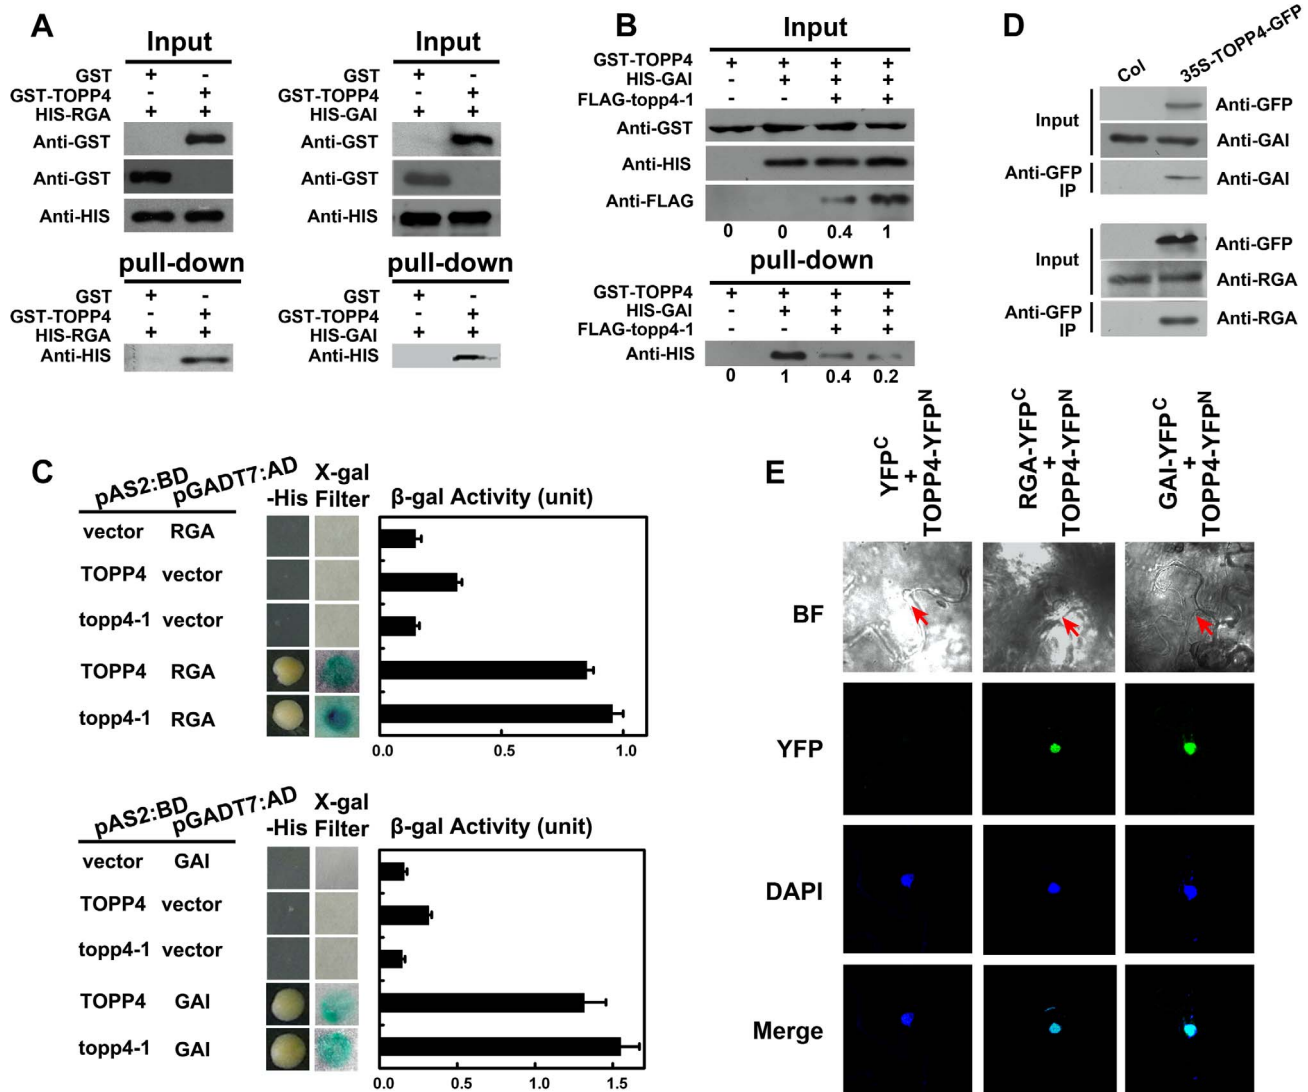 A
Input
GST + -
GST-TOPP4 - +
HIS-RGA + +
Anti-GST
Anti-GST
Anti-HIS
pull-down
GST + -
GST-TOPP4 - +
HIS-RGA + +
Anti-HIS
Input
GST + -
GST-TOPP4 - +
HIS-GAI + +
Anti-GST
Anti-GST
Anti-HIS
pull-down
GST + -
GST-TOPP4 - +
HIS-GAI + +
Anti-HIS
B
Input
GST-TOPP4 + + + +
HIS-GAI - + + +
FLAG-topp4-1 - - + +
Anti-GST
Anti-HIS
Anti-FLAG
0 0 0.4 1
pull-down
GST-TOPP4 + + + +
HIS-GAI - + + +
FLAG-topp4-1 - - + +
Anti-HIS
0 1 0.4 0.2
D
Col 35S-TOPP4-GFP
Input
Anti-GFP
Anti-GAI
Anti-GFP
IP
Anti-GAI
Input
Anti-GFP
Anti-RGA
Anti-GFP
IP
Anti-RGA
C
pAS2:BD pGADT7:AD -His X-gal Filter β-gal Activity (unit)
vector RGA
TOPP4 vector
topp4-1 vector
TOPP4 RGA
topp4-1 RGA
0.0 0.5 1.0
pAS2:BD pGADT7:AD -His X-gal Filter β-gal Activity (unit)
vector GAI
TOPP4 vector
topp4-1 vector
TOPP4 GAI
topp4-1 GAI
0.0 0.5 1.0 1.5
E
YFPC
+
TOPP4-YFPN
RGA-YFPC
+
TOPP4-YFPN
GAI-YFPC
+
TOPP4-YFPN
BF
YFP
DAPI
Merge